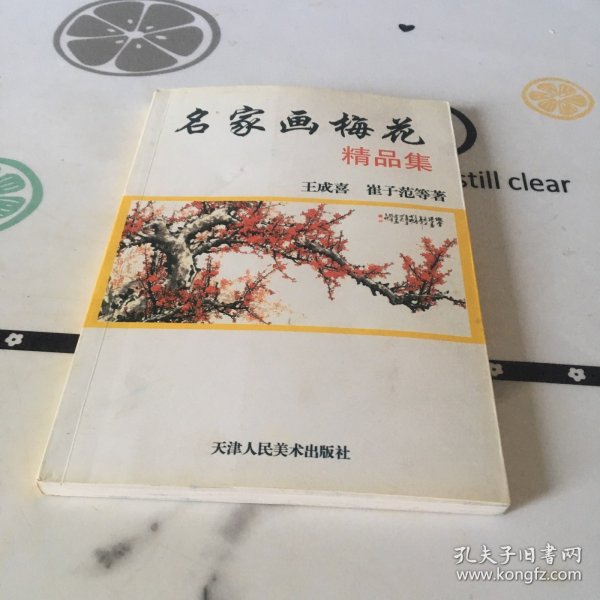 名家画梅花
精品集
王成喜 崔子范等著
still clear
天津人民美术出版社
孔夫子旧书网
www.kongfz.com